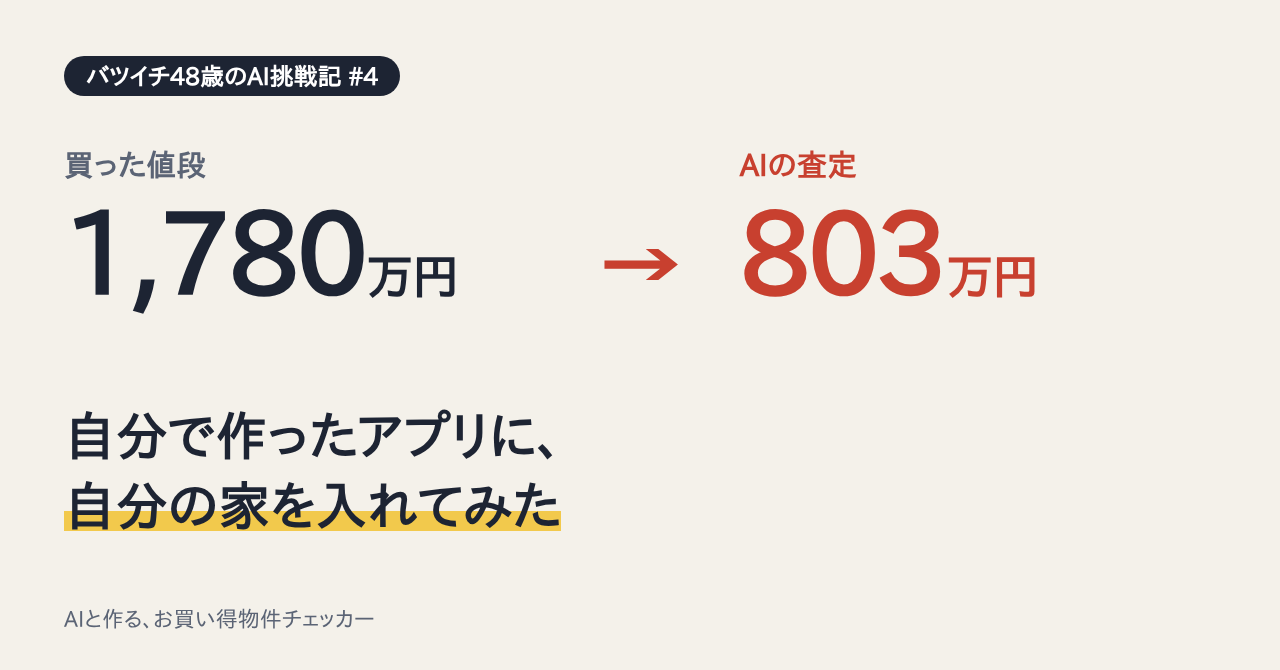 バツイチ48歳のAI挑戦記 #4
買った値段
1,780万円
→
AIの査定
803万円
自分で作ったアプリに、
自分の家を入れてみた
AIと作る、お買い得物件チェッカー